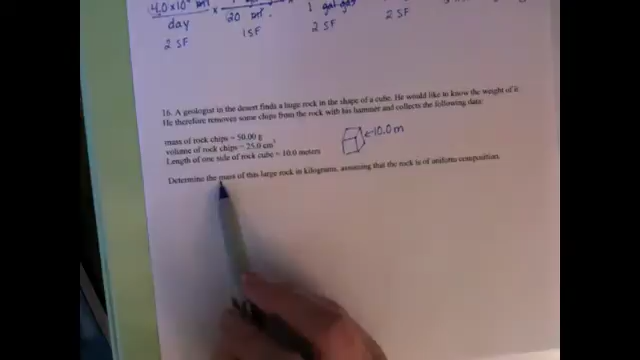 4.0 x 10
day
20
x
1 gal gas
2 SF
1 SF
2 SF
2 SF
16. A geologist in the desert finds a huge rock in the shape of a cube. He would like to know the weight of it.
He therefore removes some chips from the rock with his hammer and collects the following data:
mass of rock chips = 50.00 g
volume of rock chips = 25.0 cm³
Length of one side of rock cube = 10.0 meters
←10.0 m
Determine the mass of this large rock in kilograms, assuming that the rock is of uniform composition.